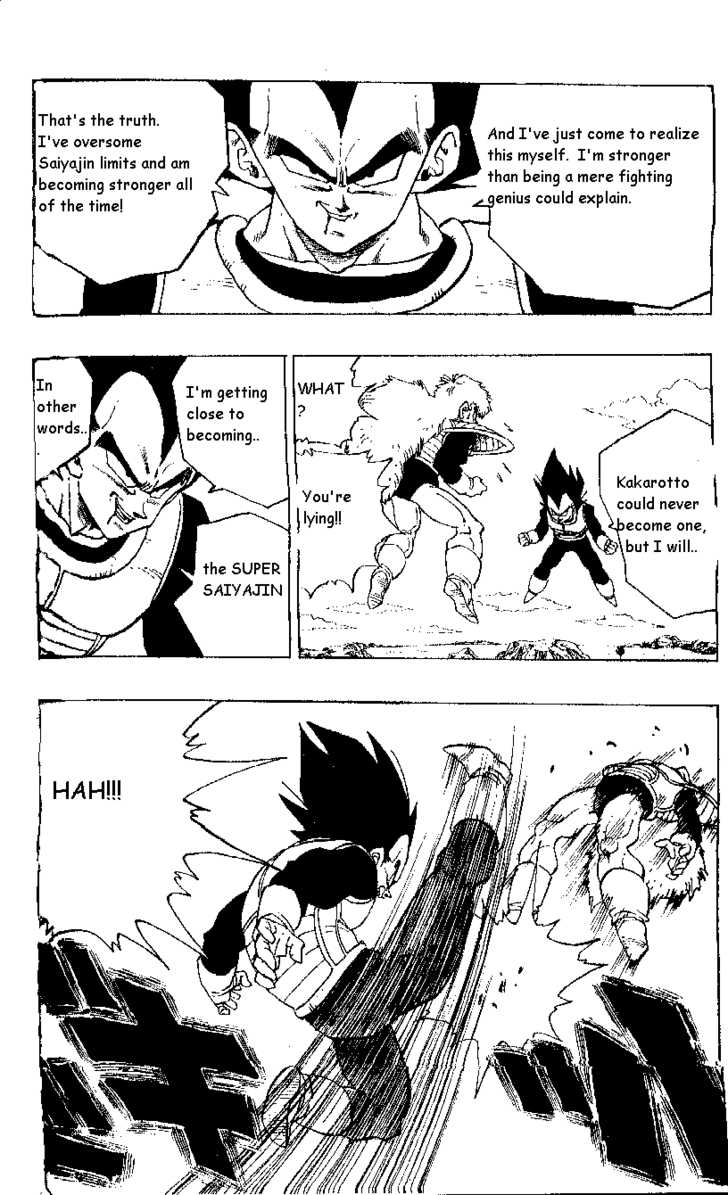 That's the truth.
I've oversome
Saiyajin limits and am
becoming stronger all
of the time!
And I've just come to realize
this myself. I'm stronger
than being a mere fighting
genius could explain.
In
other
words..
I'm getting
close to
becoming..
the SUPER
SAIYAJIN
WHAT
?
You're
lying!!
Kakarotto
could never
become one,
but I will..
HAH!!!